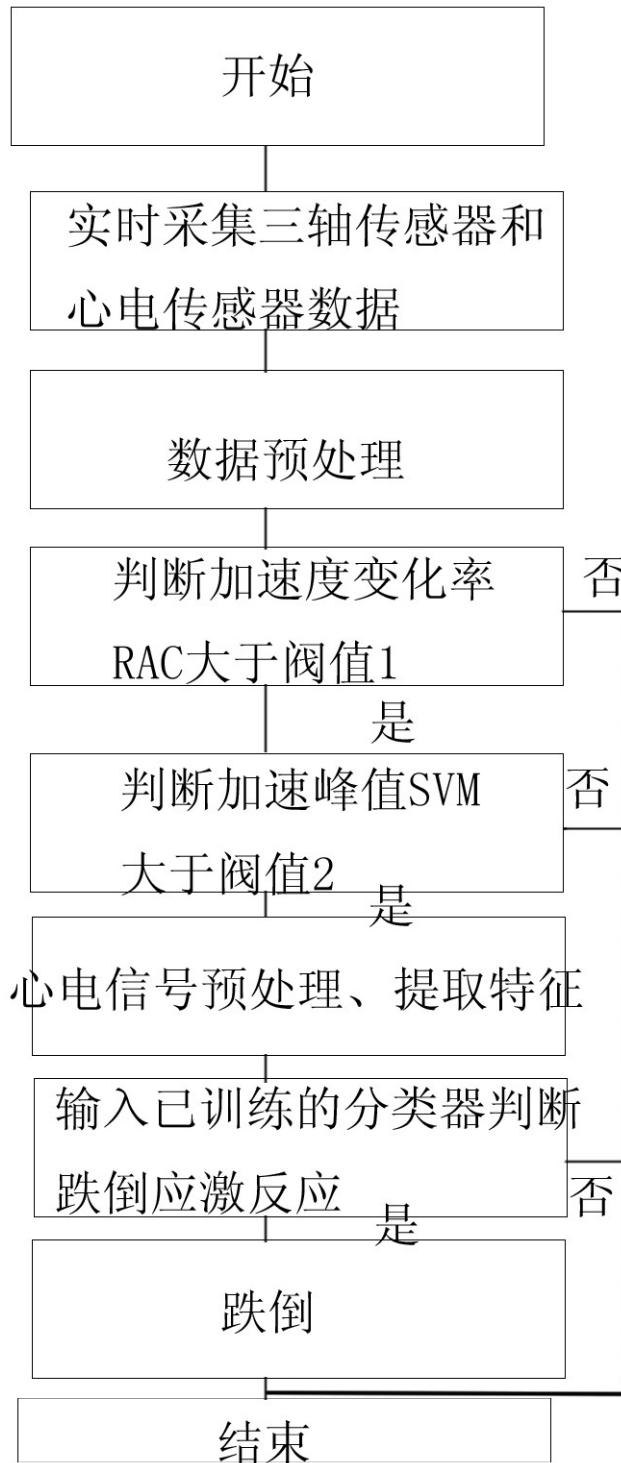 开始
实时采集三轴传感器和
心电传感器数据
数据预处理
判断加速度变化率
否
RAC大于阀值1
是
判断加速峰值SVM
否
大于阀值2
是
心电信号预处理、提取特征
输入已训练的分类器判断
跌倒应激反应
否
是
跌倒
结束